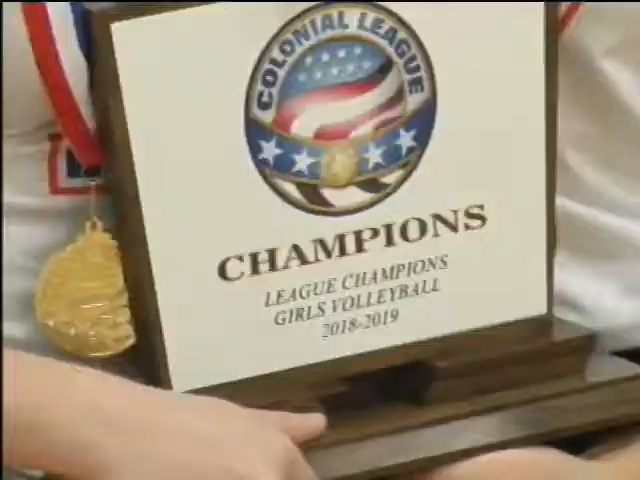 COLONIAL LEAGUE
CHAMPIONS
LEAGUE CHAMPIONS
GIRLS VOLLEYBALL
2018-2019